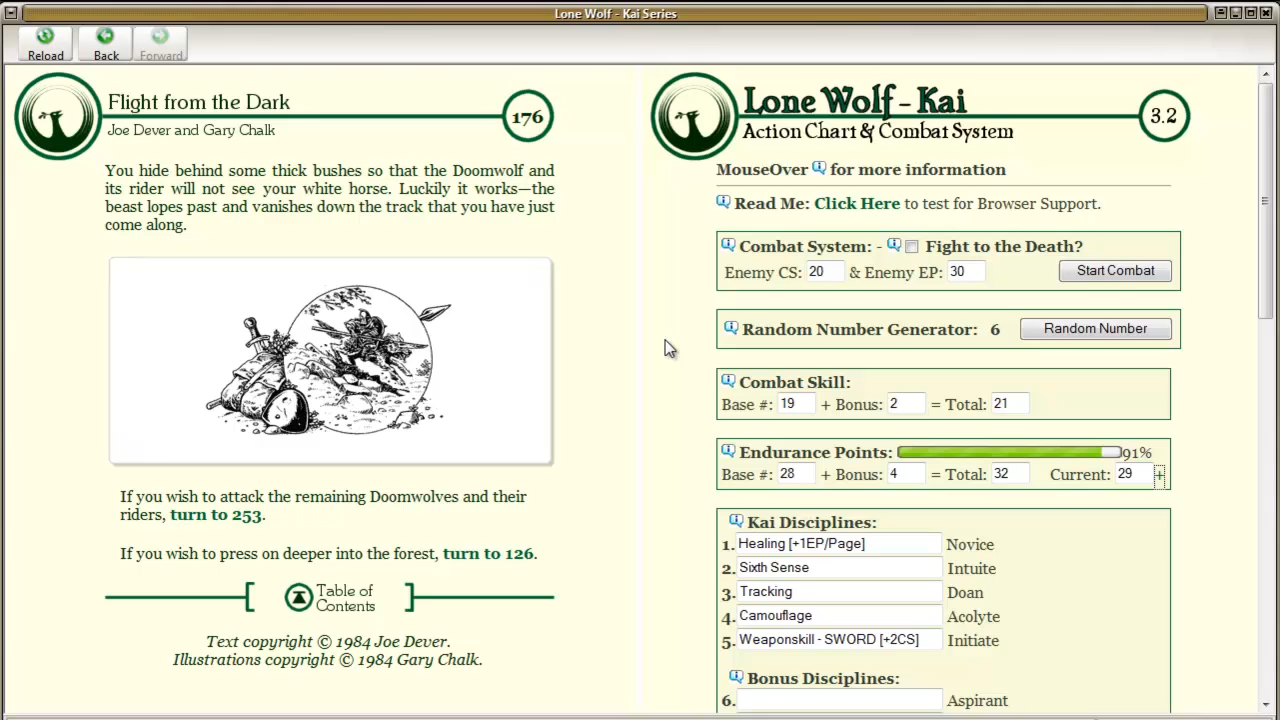 Lone Wolf - Kai Series
Reload Back Forward
Flight from the Dark
Joe Dever and Gary Chalk
176
You hide behind some thick bushes so that the Doomwolf and
its rider will not see your white horse. Luckily it works—the
beast lopes past and vanishes down the track that you have just
come along.
If you wish to attack the remaining Doomwolves and their
riders, turn to 253.
If you wish to press on deeper into the forest, turn to 126.
Table of
Contents
Text copyright © 1984 Joe Dever.
Illustrations copyright © 1984 Gary Chalk.
Lone Wolf - Kai
Action Chart & Combat System
3.2
MouseOver for more information
Read Me: Click Here to test for Browser Support.
Combat System: - Fight to the Death?
Enemy CS: 20 & Enemy EP: 30 Start Combat
Random Number Generator: 6 Random Number
Combat Skill:
Base #: 19 + Bonus: 2 = Total: 21
Endurance Points: 91%
Base #: 28 + Bonus: 4 = Total: 32 Current: 29 +
Kai Disciplines:
1. Healing [+1EP/Page] Novice
2. Sixth Sense Intuite
3. Tracking Doan
4. Camouflage Acolyte
5. Weaponskill - SWORD [+2CS] Initiate
Bonus Disciplines:
6. Aspirant